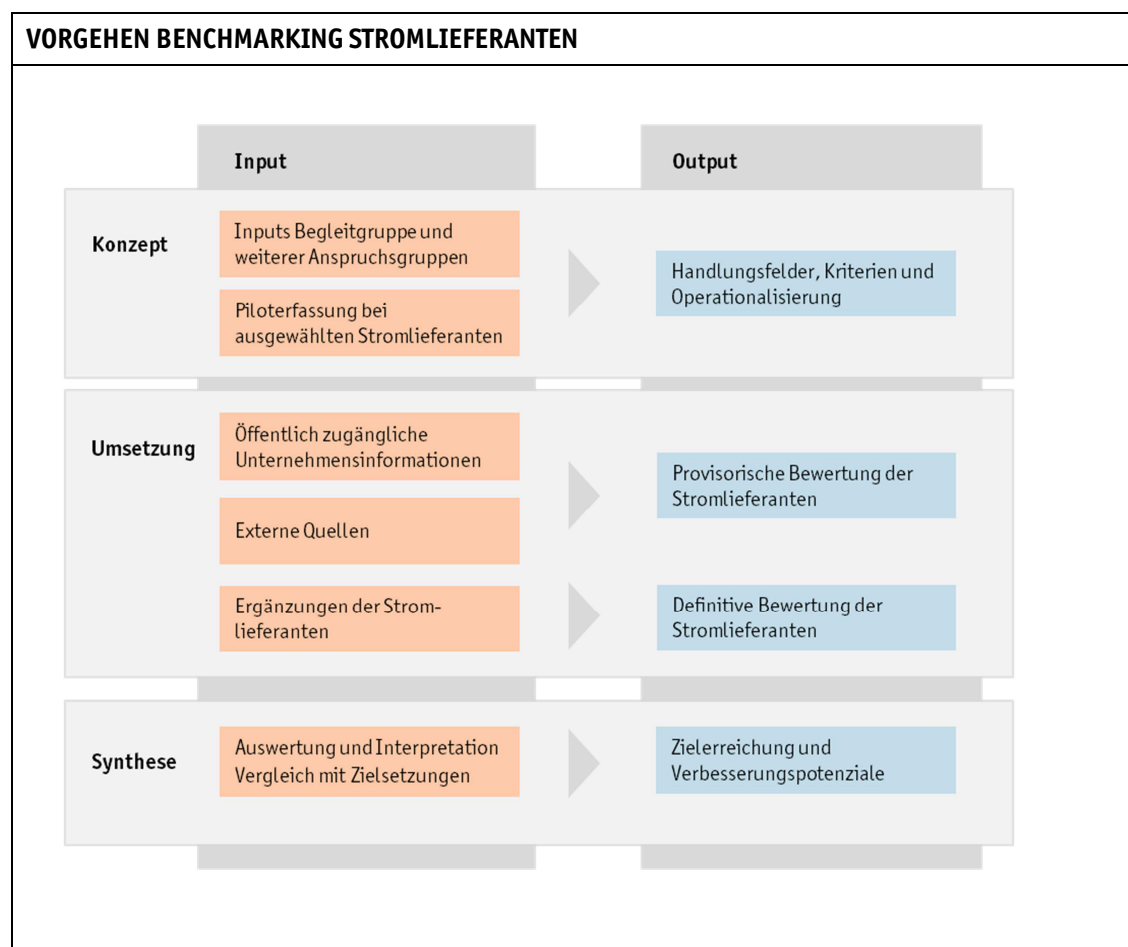 VORGEHEN BENCHMARKING STROMLIEFERANTEN
Input
Output
Konzept
Inputs Begleitgruppe und
weiterer Anspruchsgruppen
Piloterfassung bei
ausgewählten Stromlieferanten
Handlungsfelder, Kriterien und
Operationalisierung
Umsetzung
Öffentlich zugängliche
Unternehmensinformationen
Externe Quellen
Provisorische Bewertung der
Stromlieferanten
Ergänzungen der Strom-
lieferanten
Definitive Bewertung der
Stromlieferanten
Synthese
Auswertung und Interpretation
Vergleich mit Zielsetzungen
Zielerreichung und
Verbesserungspotenziale